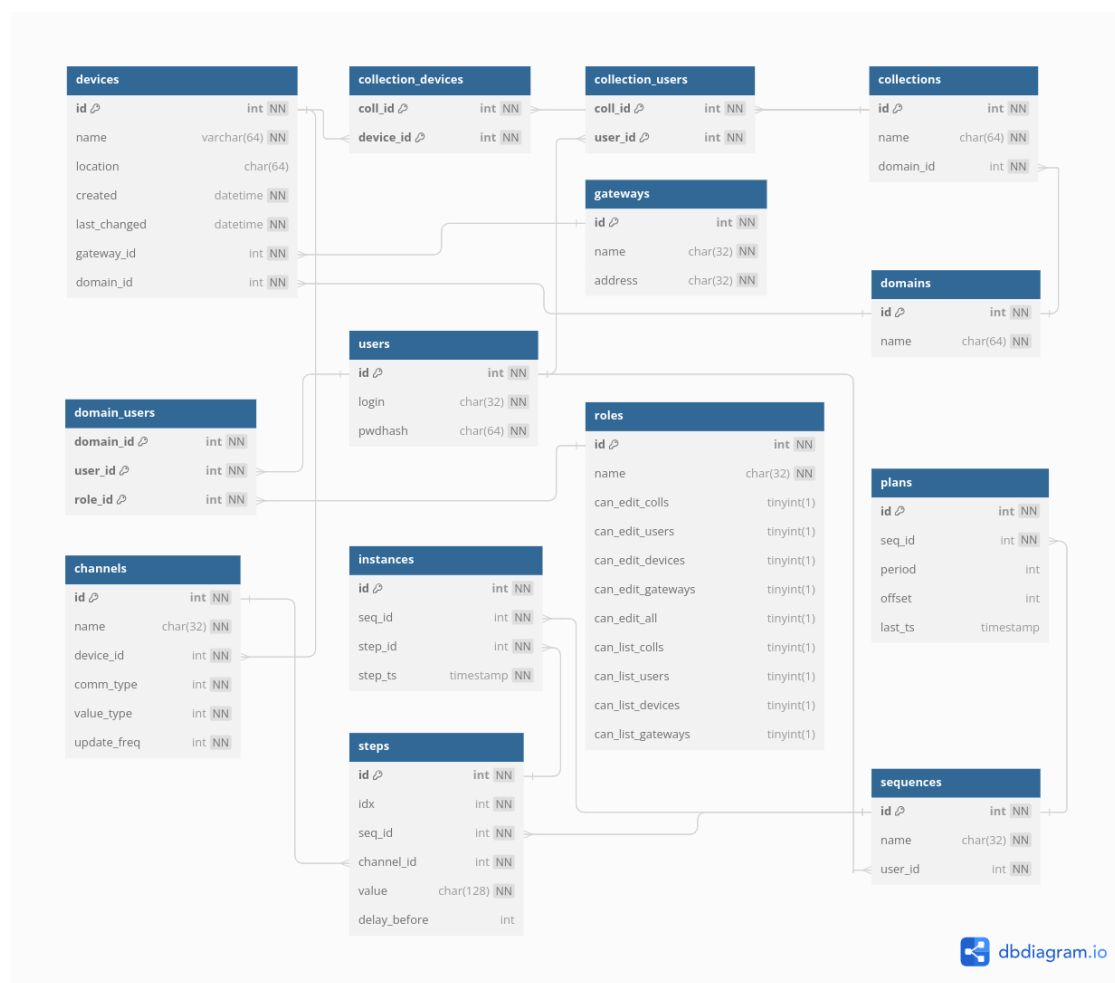 devices
id int NN
name varchar(64) NN
location char(64)
created datetime NN
last_changed datetime NN
gateway_id int NN
domain_id int NN
collection_devices
coll_id int NN
device_id int NN
collection_users
coll_id int NN
user_id int NN
collections
id int NN
name char(64) NN
domain_id int NN
gateways
id int NN
name char(32) NN
address char(32) NN
domains
id int NN
name char(64) NN
users
id int NN
login char(32) NN
pwdhash char(64) NN
domain_users
domain_id int NN
user_id int NN
role_id int NN
roles
id int NN
name char(32) NN
can_edit_colls tinyint(1)
can_edit_users tinyint(1)
can_edit_devices tinyint(1)
can_edit_gateways tinyint(1)
can_edit_all tinyint(1)
can_list_colls tinyint(1)
can_list_users tinyint(1)
can_list_devices tinyint(1)
can_list_gateways tinyint(1)
plans
id int NN
seq_id int NN
period int
offset int
last_ts timestamp
channels
id int NN
name char(32) NN
device_id int NN
comm_type int NN
value_type int NN
update_freq int NN
instances
id int NN
seq_id int NN
step_id int NN
step_ts timestamp NN
steps
id int NN
idx int NN
seq_id int NN
channel_id int NN
value char(128) NN
delay_before int
sequences
id int NN
name char(32) NN
user_id int NN
dbdiagram.io